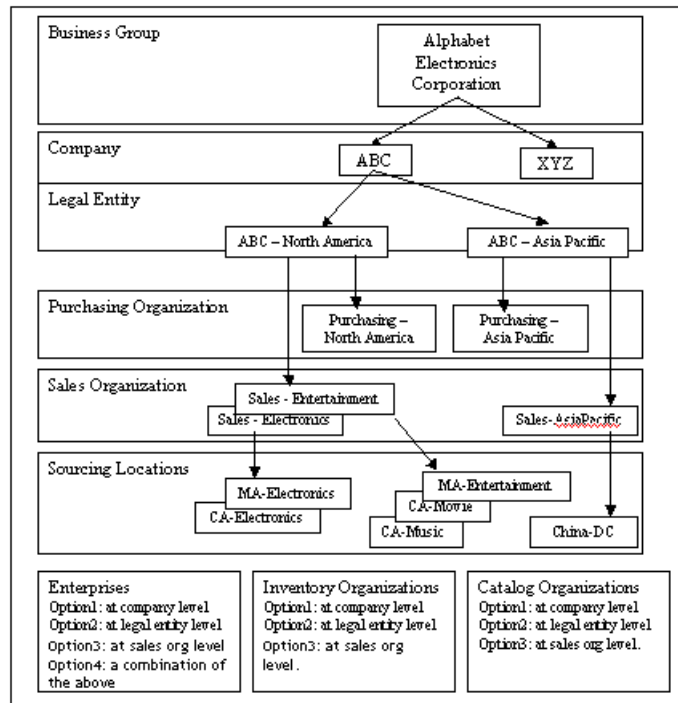 Business Group
Alphabet
Electronics
Corporation
Company
ABC
XYZ
Legal Entity
ABC – North America
ABC – Asia Pacific
Purchasing Organization
Purchasing –
North America
Purchasing –
Asia Pacific
Sales Organization
Sales - Entertainment
Sales - Electronics
Sales-AsiaPacific
Sourcing Locations
MA-Electronics
CA-Electronics
MA-Entertainment
CA-Movie
CA-Music
China-DC
Enterprises
Option1: at company level
Option2: at legal entity level
Option3: at sales org level
Option4: a combination of
the above
Inventory Organizations
Option1: at company level
Option2: at legal entity level
Option3: at sales org
level.
Catalog Organizations
Option1: at company level
Option2: at legal entity level
Option3: at sales org level.